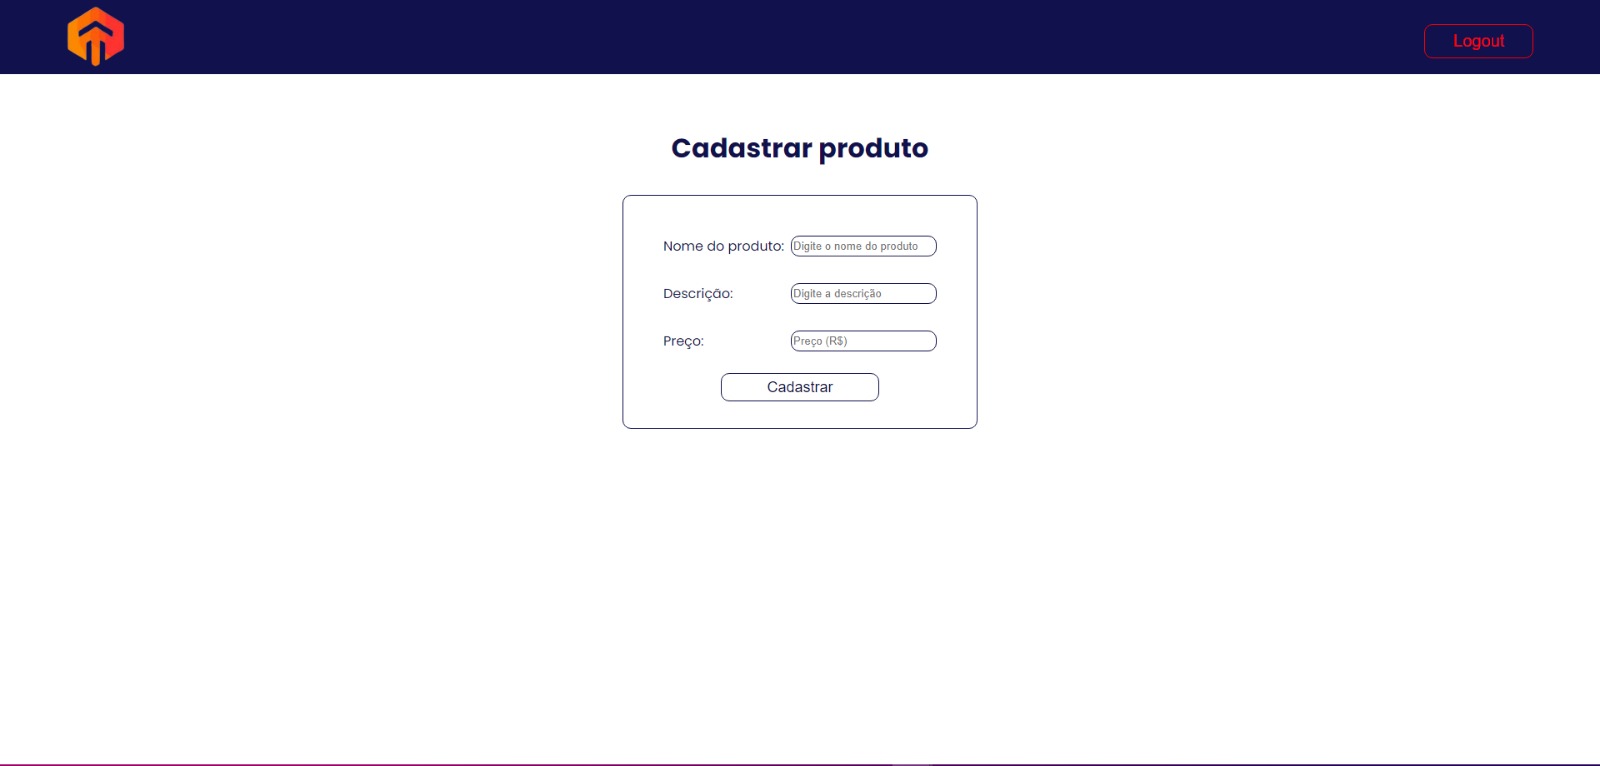 Logout
Cadastrar produto
Nome do produto: Digite o nome do produto
Descrição: Digite a descrição
Preço: Preço (R$)
Cadastrar